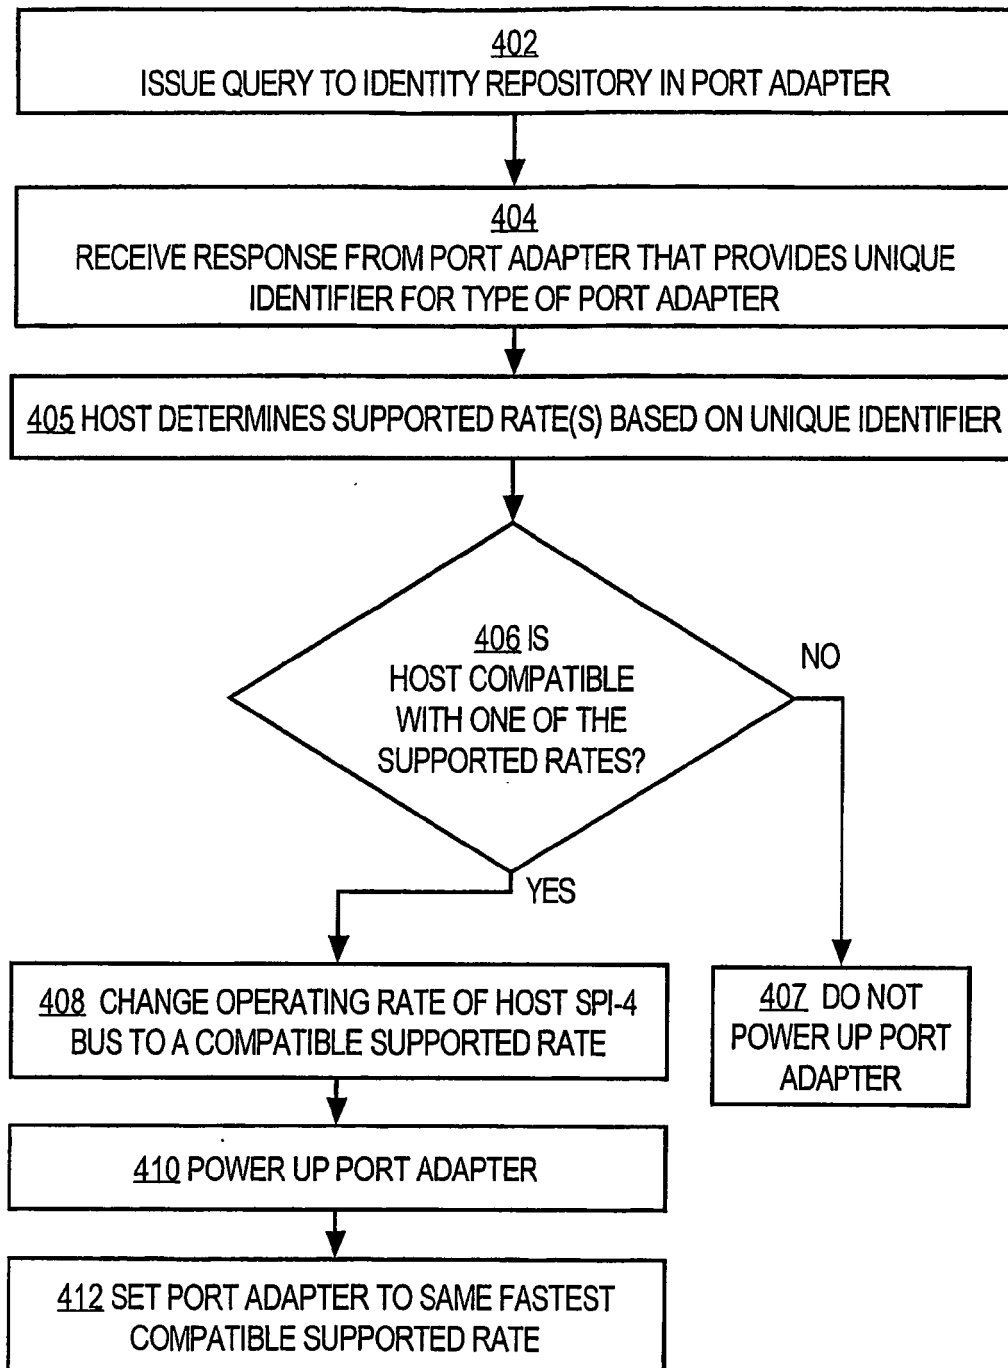 402
ISSUE QUERY TO IDENTITY REPOSITORY IN PORT ADAPTER
404
RECEIVE RESPONSE FROM PORT ADAPTER THAT PROVIDES UNIQUE
IDENTIFIER FOR TYPE OF PORT ADAPTER
405 HOST DETERMINES SUPPORTED RATE(S) BASED ON UNIQUE IDENTIFIER
406 IS
HOST COMPATIBLE
WITH ONE OF THE
SUPPORTED RATES?
NO
YES
408 CHANGE OPERATING RATE OF HOST SPI-4
BUS TO A COMPATIBLE SUPPORTED RATE
407 DO NOT
POWER UP PORT
ADAPTER
410 POWER UP PORT ADAPTER
412 SET PORT ADAPTER TO SAME FASTEST
COMPATIBLE SUPPORTED RATE